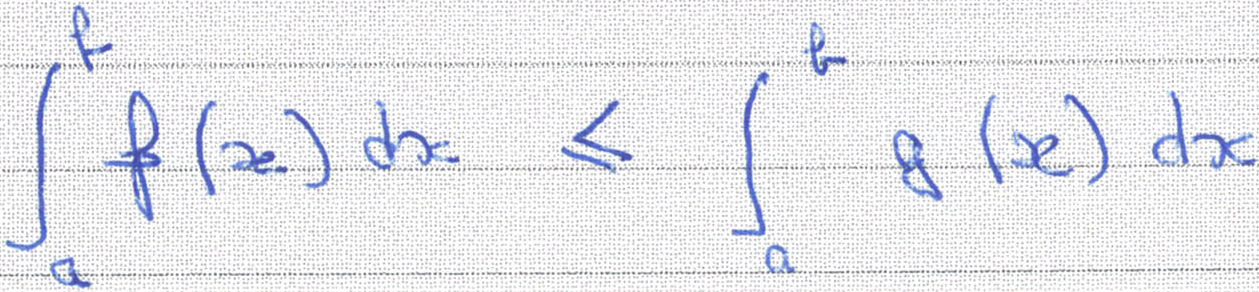 ∫_a^b f(x) dx ≤ ∫_a^b g(x) dx